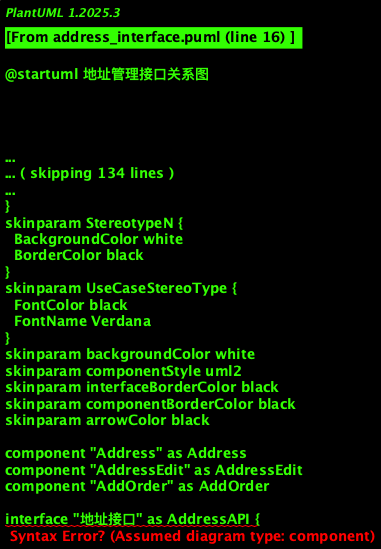 PlantUML 1.2025.3
[From address_interface.puml (line 16) ]
@startuml 地址管理接口关系图
...
... ( skipping 134 lines )
...
}
skinparam StereotypeN {
BackgroundColor white
BorderColor black
}
skinparam UseCaseStereoType {
FontColor black
FontName Verdana
}
skinparam backgroundColor white
skinparam componentStyle uml2
skinparam interfaceBorderColor black
skinparam componentBorderColor black
skinparam arrowColor black
component "Address" as Address
component "AddressEdit" as AddressEdit
component "AddOrder" as AddOrder
interface "地址接口" as AddressAPI {
Syntax Error? (Assumed diagram type: component)